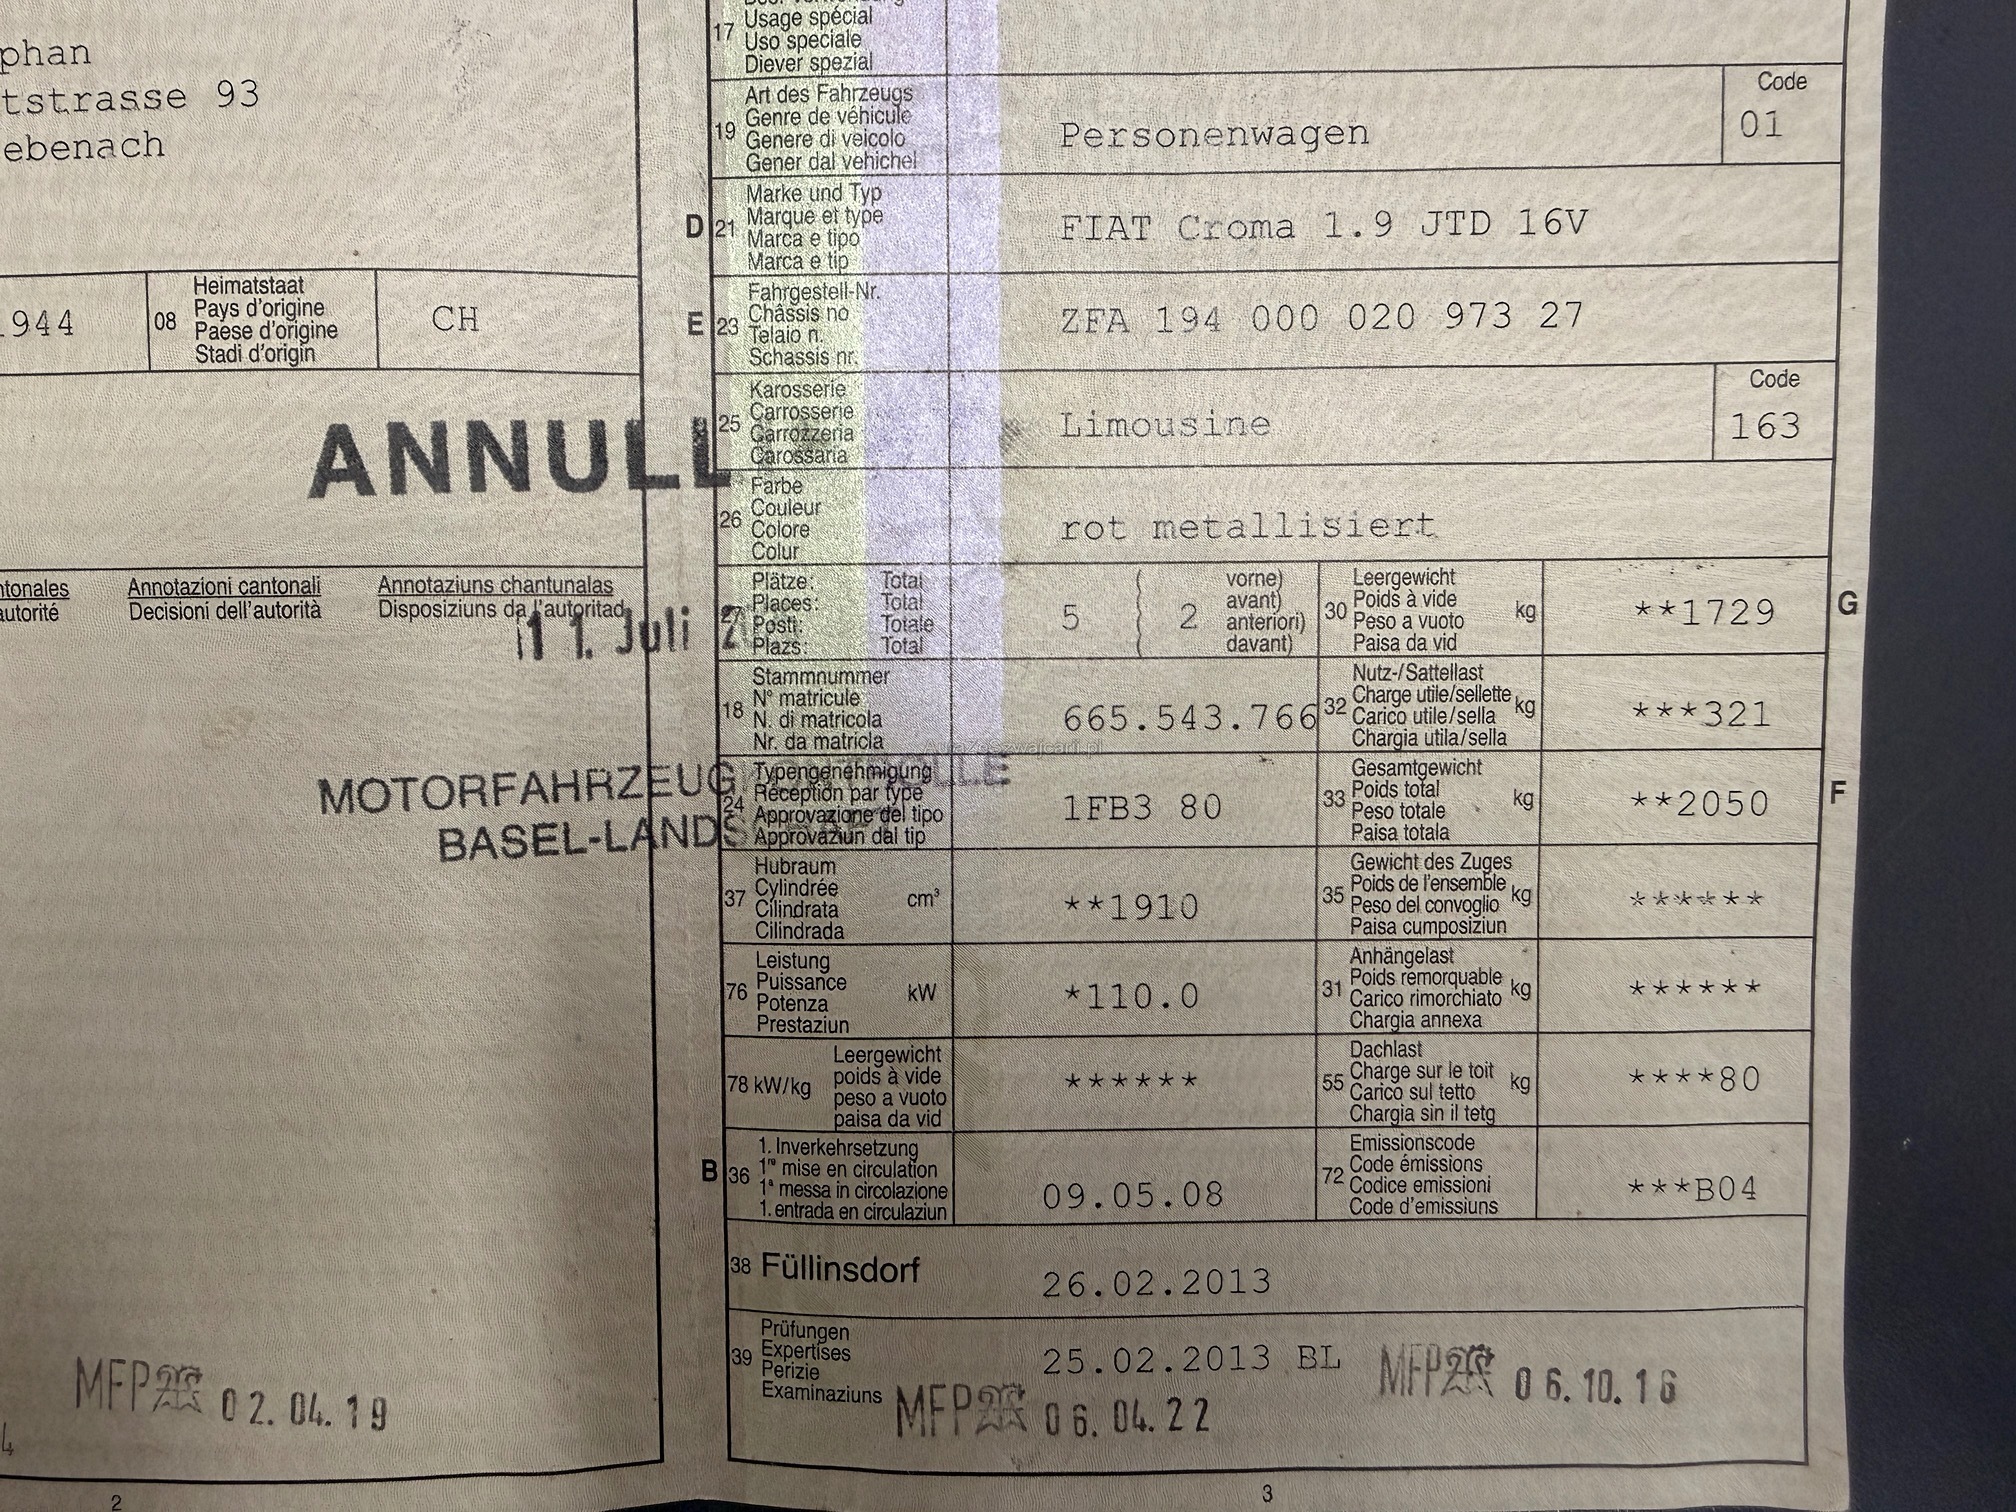 phan
tstrasse 93
ebenach
1944
08
Heimatstaat
Pays d'origine
Paese d'origine
Stadi d'origin
CH
ANNULL
ntonales Annotazioni cantonali Annotaziuns chantunalas
autorité Decisioni dell'autorità Disposiziuns da l'autoritad
11. Juli 2
MOTORFAHRZEUG
BASEL-LANDS
MFP 02.04.19
4
2
17
Usage spécial
Uso speciale
Diever spezial
19
Art des Fahrzeugs
Genre de véhicule
Genere di veicolo
Gener dal vehichel
Personenwagen
Code
01
D 21
Marke und Typ
Marque et type
Marca e tipo
Marca e tip
FIAT Croma 1.9 JTD 16V
E 23
Fahrgestell-Nr.
Châssis no
Telaio n.
Schassis nr.
ZFA 194 000 020 973 27
25
Karosserie
Carrosserie
Carrozzeria
Carossaria
Limousine
Code
163
26
Farbe
Couleur
Colore
Colur
rot metallisiert
27
Plätze: Total
Places: Total
Posti: Totale
Plazs: Total
5 { 2
vorne)
avant)
anteriori)
davant)
30
Leergewicht
Poids à vide
Peso a vuoto
Paisa da vid
kg
**1729
G
18
Stammnummer
N° matricule
N. di matricola
Nr. da matricla
665.543.766
32
Nutz-/Sattellast
Charge utile/sellette
Carico utile/sella
Chargia utila/sella
kg
***321
24
Typengenehmigung
Réception par type
Approvazione del tipo
Approvaziun dal tip
1FB3 80
33
Gesamtgewicht
Poids total
Peso totale
Paisa totala
kg
**2050
F
37
Hubraum
Cylindrée
Cilindrata
Cilindrada
cm³
**1910
35
Gewicht des Zuges
Poids de l'ensemble
Peso del convoglio
Paisa cumposiziun
kg
******
76
Leistung
Puissance
Potenza
Prestaziun
kW
*110.0
31
Anhängelast
Poids remorquable
Carico rimorchiato
Chargia annexa
kg
******
78 kW/kg
Leergewicht
poids à vide
peso a vuoto
paisa da vid
******
55
Dachlast
Charge sur le toit
Carico sul tetto
Chargia sin il tetg
kg
****80
B 36
1. Inverkehrsetzung
1re mise en circulation
1a messa in circolazione
1. entrada en circulaziun
09.05.08
72
Emissionscode
Code émissions
Codice emissioni
Code d'emissiuns
***B04
38 Füllinsdorf
26.02.2013
39
Prüfungen
Expertises
Perizie
Examinaziuns
25.02.2013 BL
MFP 06.10.16
MFP 06.04.22
3